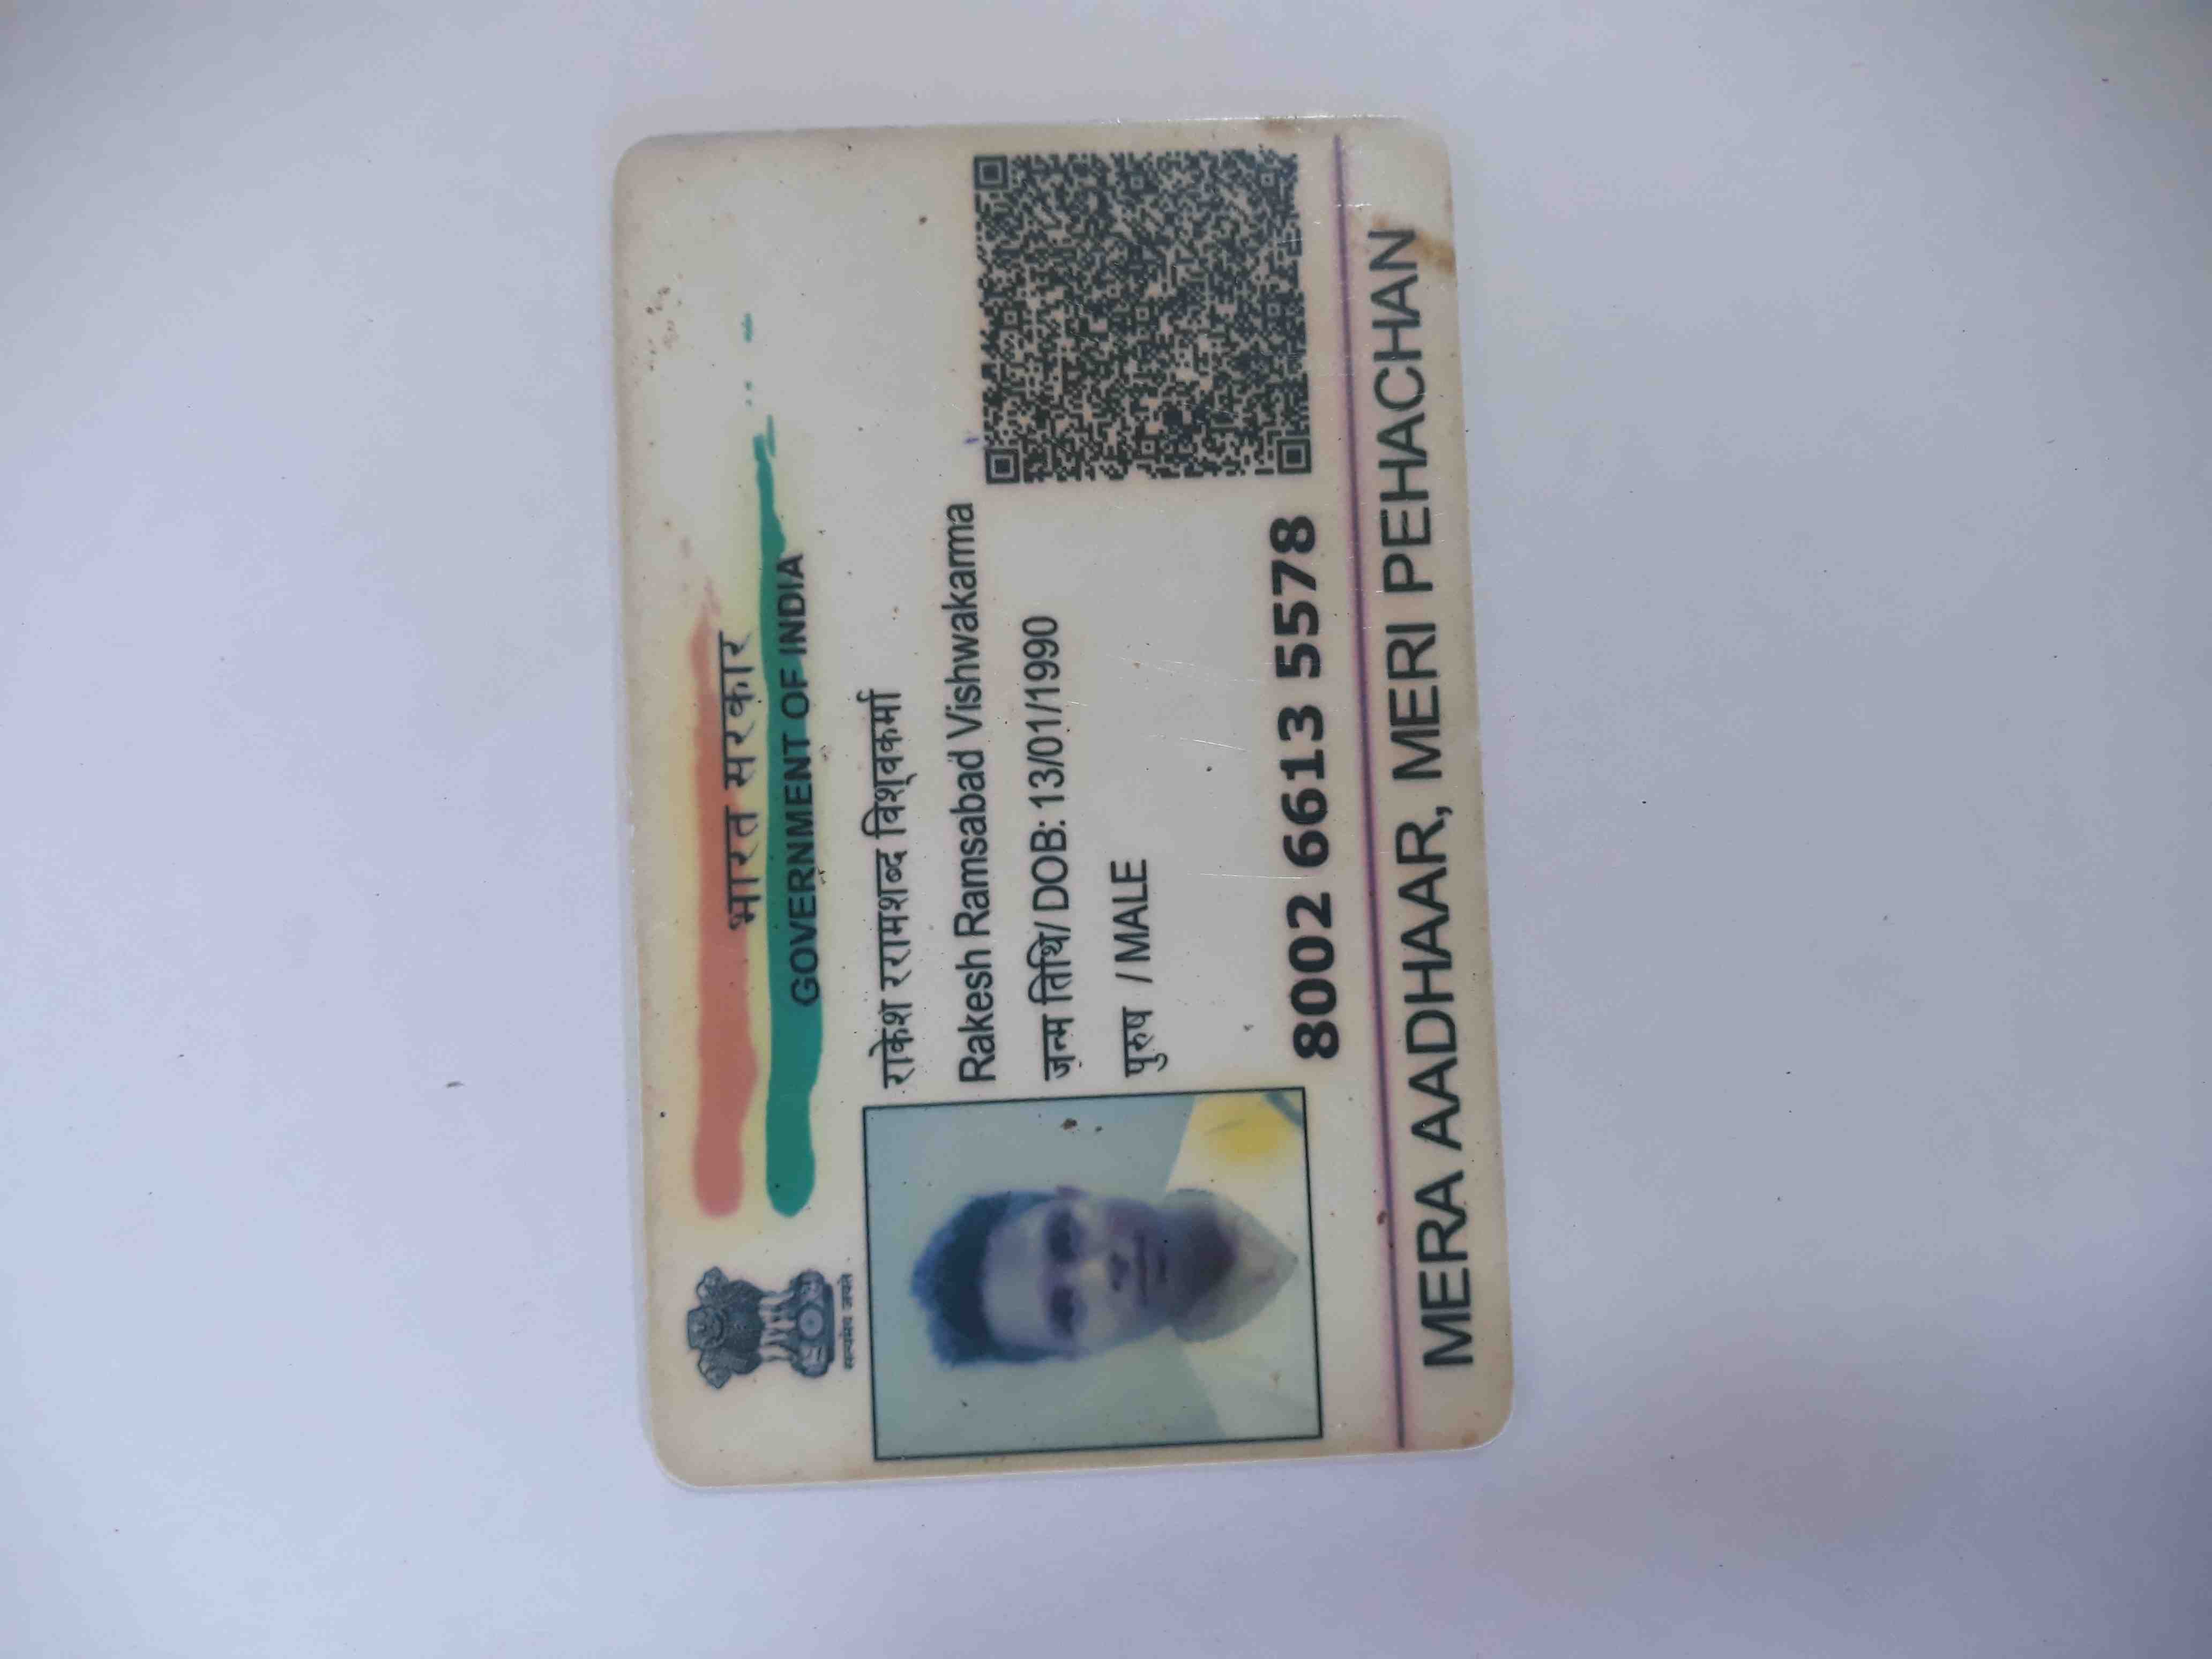 भारत सरकार
GOVERNMENT OF INDIA
सत्यमेव जयते
राकेश ररामशब्द विश्वकर्मा
Rakesh Ramsabad Vishwakarma
जन्म तिथि/ DOB: 13/01/1990
पुरुष / MALE
8002 6613 5578
MERA AADHAAR, MERI PEHACHAN